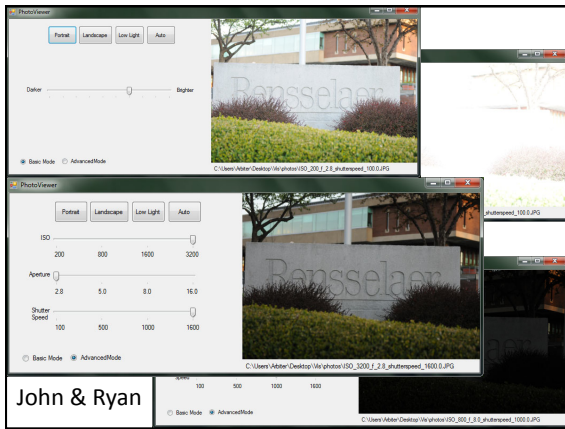 PhotoViewer
Portrait Landscape Low Light Auto
Darker Brighter
Basic Mode AdvancedMode
Rensselaer
C:\Users\Arbiter\Desktop\Vis\photos\ISO_200_f_2.8_shutterspeed_100.0.JPG
_shutterspeed_100.0.JPG
PhotoViewer
Portrait Landscape Low Light Auto
ISO
200 800 1600 3200
Aperture
2.8 5.0 8.0 16.0
Shutter
Speed
100 500 1000 1600
Basic Mode AdvancedMode
Rensselaer
C:\Users\Arbiter\Desktop\Vis\photos\ISO_3200_f_2.8_shutterspeed_1600.0.JPG
100 500 1000 1600
Basic Mode AdvancedMode
C:\Users\Arbiter\Desktop\Vis\photos\ISO_800_f_8.0_shutterspeed_1000.0.JPG
John & Ryan